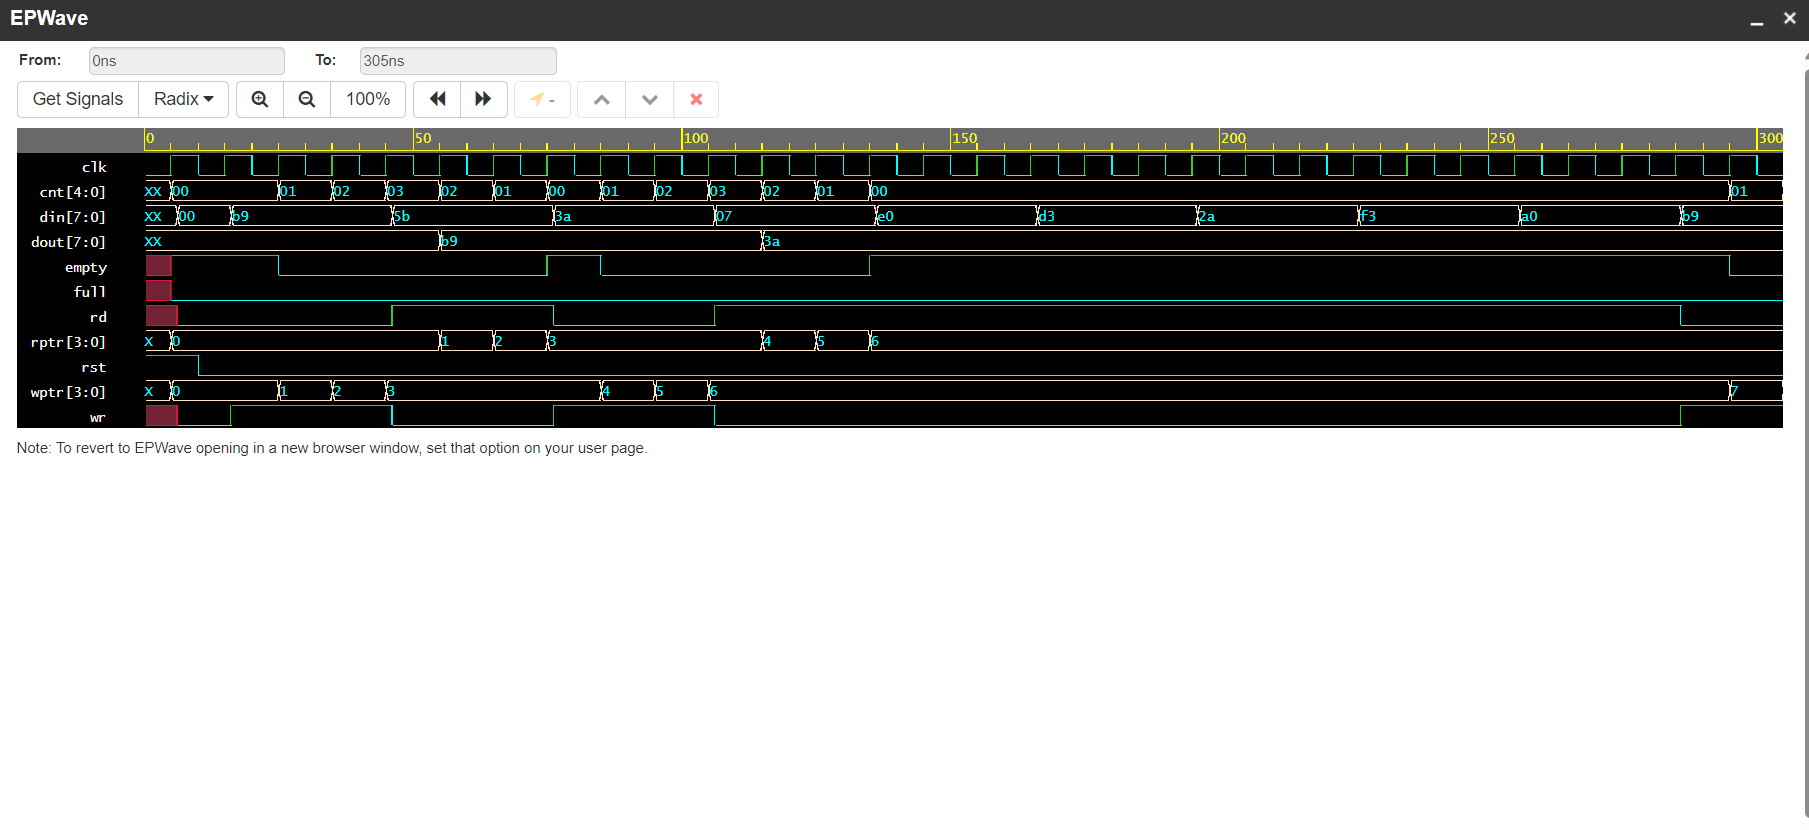 EPWave
From: 0ns To: 305ns
Get Signals Radix 100% -
0 50 100 150 200 250 300
clk
cnt[4:0] XX 00 01 02 03 02 01 00 01 02 03 02 01 00 01
din[7:0] XX 00 b9 5b 3a 07 e0 d3 2a f3 a0 b9
dout[7:0] XX b9 3a
empty
full
rd
rptr[3:0] X 0 1 2 3 4 5 6
rst
wptr[3:0] X 0 1 2 3 4 5 6 7
wr
Note: To revert to EPWave opening in a new browser window, set that option on your user page.